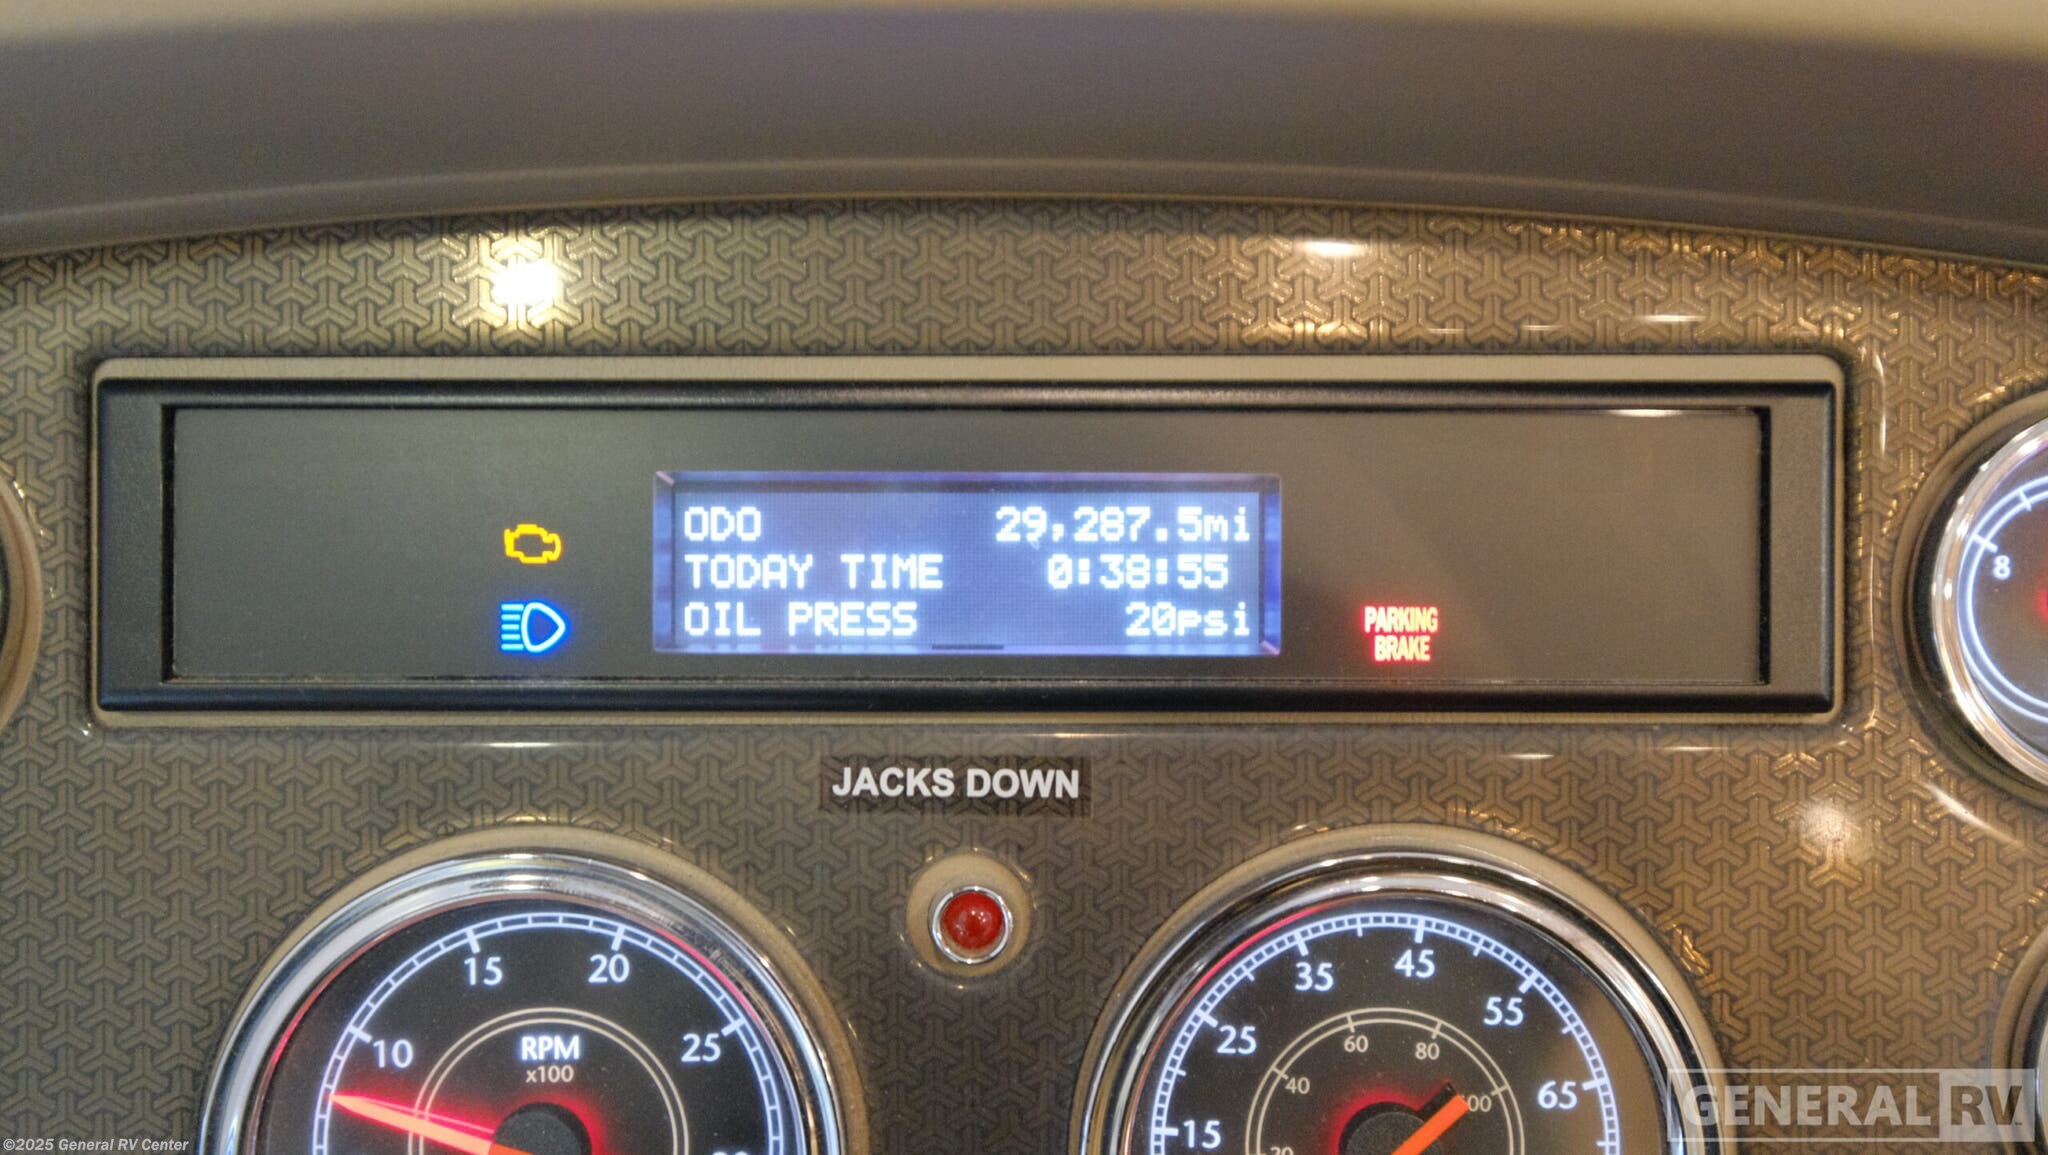 ODO 29,287.5mi
TODAY TIME 0:38:55
OIL PRESS 20psi
PARKING
BRAKE
8
JACKS DOWN
10 15 20 25
RPM
x100
15 25 35 45 55 65
40 60 80
GENERAL RV
©2025 General RV Center